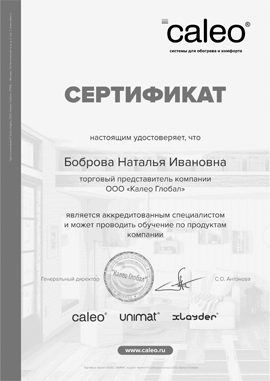 caleo®
системы для обогрева и комфорта
СЕРТИФИКАТ
настоящим удостоверяет, что
Боброва Наталья Ивановна
торговый представитель компании
ООО «Калео Глобал»
является аккредитованным специалистом
и может проводить обучение по продуктам
компании
Генеральный директор
"Калео Глобал"
С.О. Антонова
caleo® unimat® xlayder®
www.caleo.ru